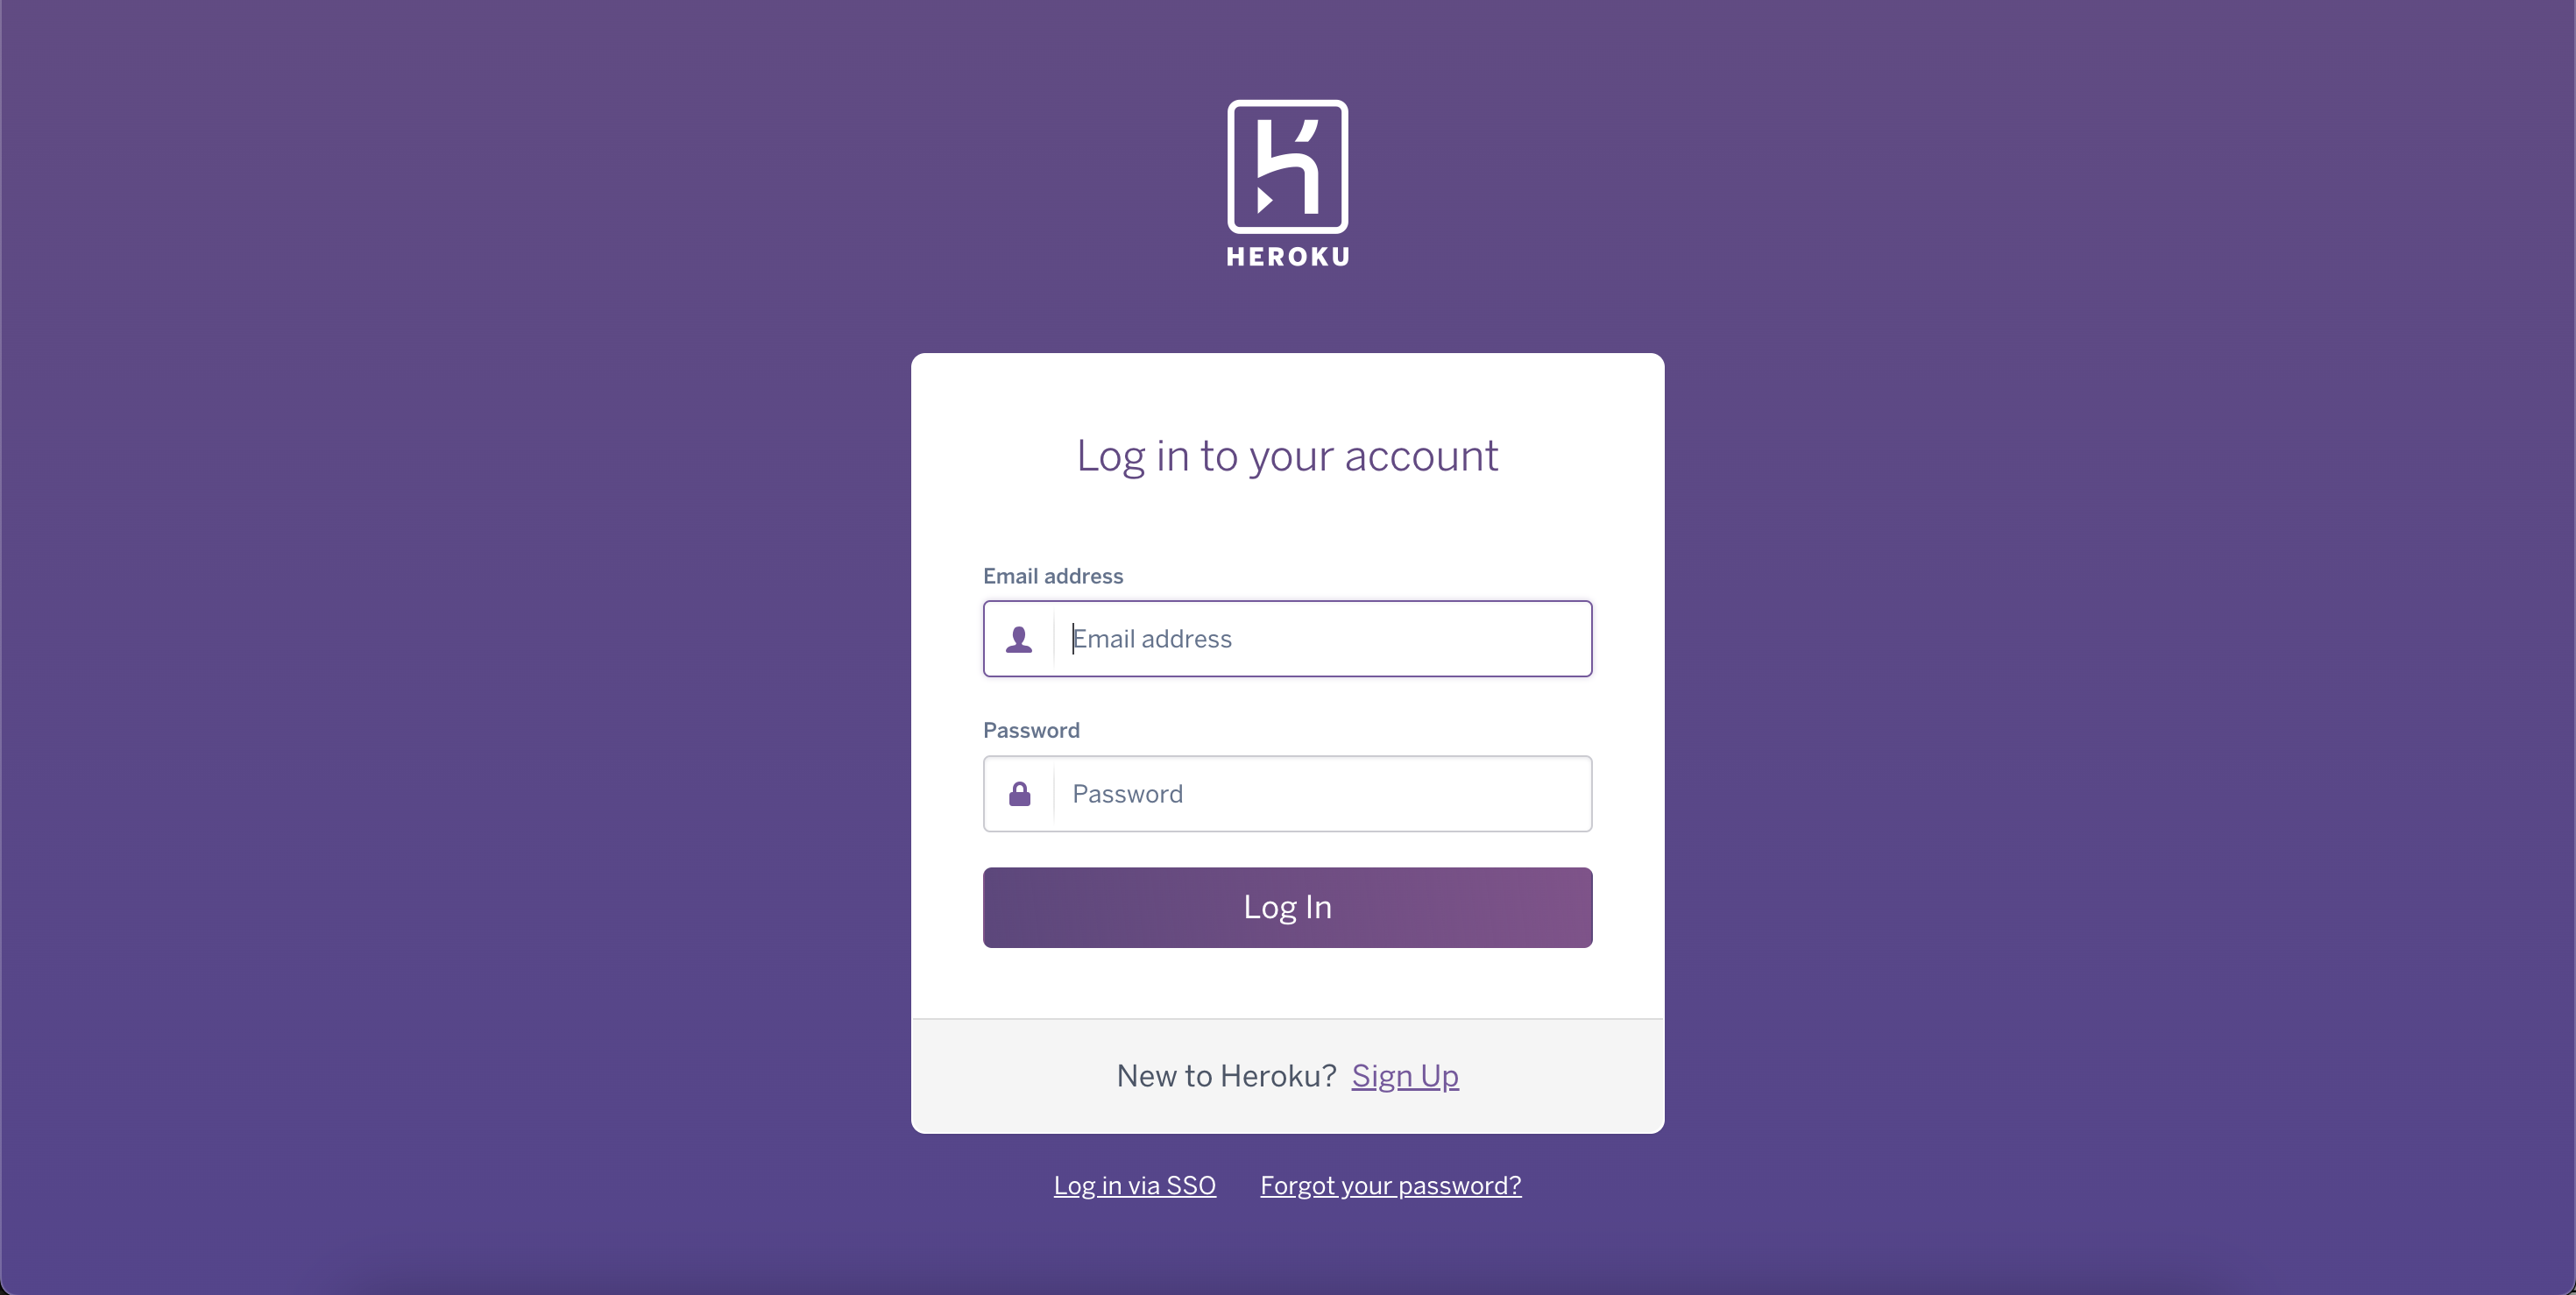 HEROKU
Log in to your account
Email address
Email address
Password
Password
Log In
New to Heroku? Sign Up
Log in via SSO Forgot your password?